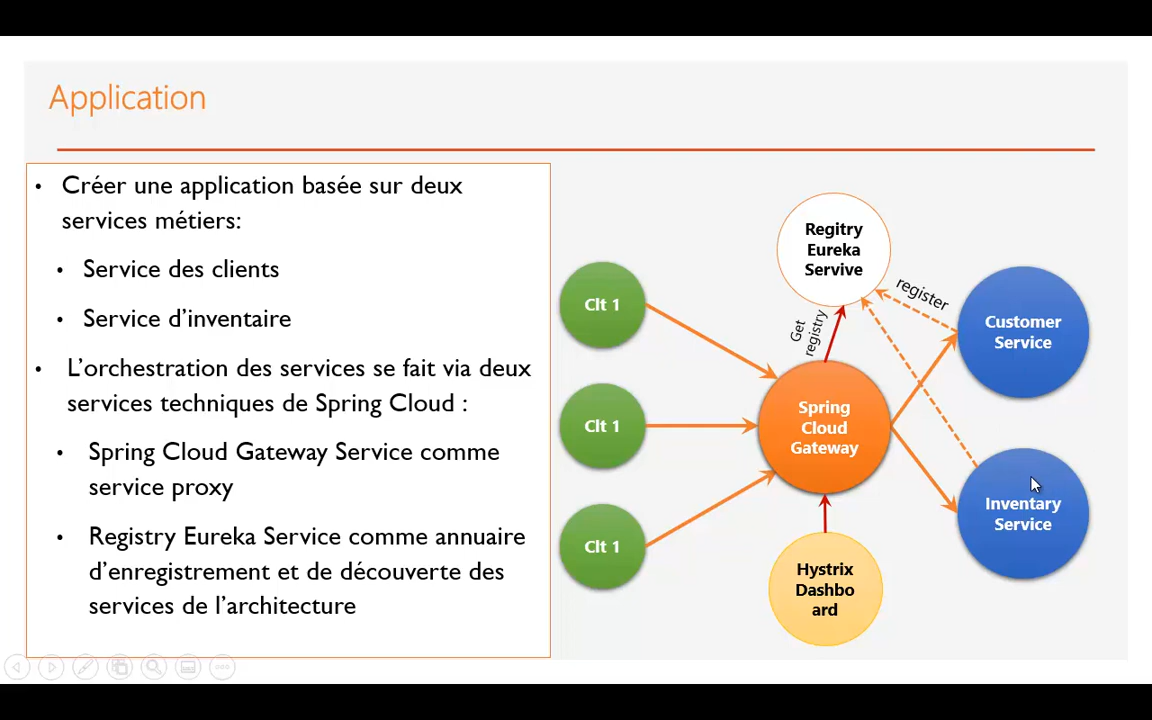 Application
• Créer une application basée sur deux
services métiers:
• Service des clients
• Service d’inventaire
• L’orchestration des services se fait via deux
services techniques de Spring Cloud :
• Spring Cloud Gateway Service comme
service proxy
• Registry Eureka Service comme annuaire
d’enregistrement et de découverte des
services de l’architecture
Clt 1
Clt 1
Clt 1
Regitry
Eureka
Servive
Get
registry
register
Spring
Cloud
Gateway
Hystrix
Dashbo
ard
Customer
Service
Inventary
Service